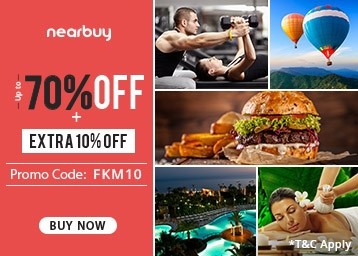 nearbuy
Up to 70%OFF
+
EXTRA 10% OFF
Promo Code: FKM10
BUY NOW
*T&C Apply